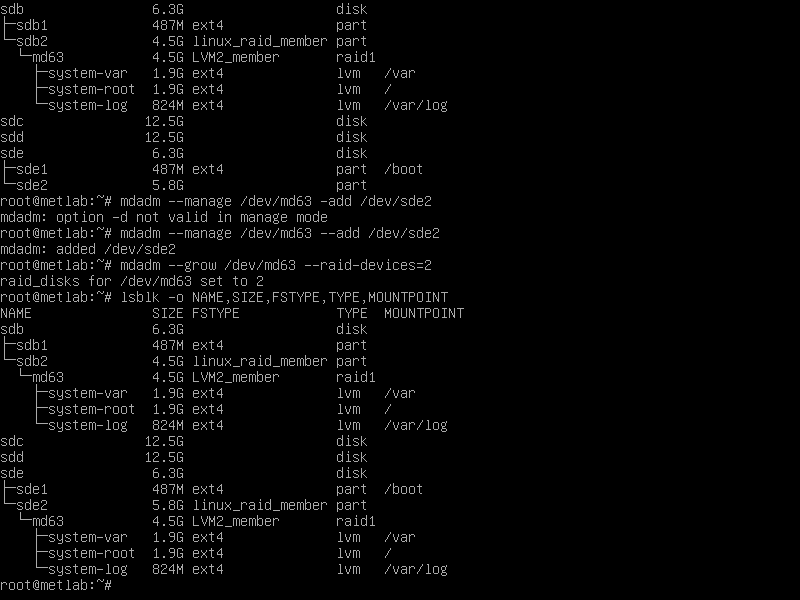 sdb                6.3G                   disk
├─sdb1             487M ext4              part
└─sdb2             4.5G linux_raid_member part
  └─md63           4.5G LVM2_member       raid1
    ├─system-var   1.9G ext4              lvm   /var
    ├─system-root  1.9G ext4              lvm   /
    └─system-log   824M ext4              lvm   /var/log
sdc               12.5G                   disk
sdd               12.5G                   disk
sde                6.3G                   disk
├─sde1             487M ext4              part  /boot
└─sde2             5.8G                   part
root@metlab:~# mdadm --manage /dev/md63 -add /dev/sde2
mdadm: option -d not valid in manage mode
root@metlab:~# mdadm --manage /dev/md63 --add /dev/sde2
mdadm: added /dev/sde2
root@metlab:~# mdadm --grow /dev/md63 --raid-devices=2
raid_disks for /dev/md63 set to 2
root@metlab:~# lsblk -o NAME,SIZE,FSTYPE,TYPE,MOUNTPOINT
NAME               SIZE FSTYPE            TYPE  MOUNTPOINT
sdb                6.3G                   disk
├─sdb1             487M ext4              part
└─sdb2             4.5G linux_raid_member part
  └─md63           4.5G LVM2_member       raid1
    ├─system-var   1.9G ext4              lvm   /var
    ├─system-root  1.9G ext4              lvm   /
    └─system-log   824M ext4              lvm   /var/log
sdc               12.5G                   disk
sdd               12.5G                   disk
sde                6.3G                   disk
├─sde1             487M ext4              part  /boot
└─sde2             5.8G linux_raid_member part
  └─md63           4.5G LVM2_member       raid1
    ├─system-var   1.9G ext4              lvm   /var
    ├─system-root  1.9G ext4              lvm   /
    └─system-log   824M ext4              lvm   /var/log
root@metlab:~#